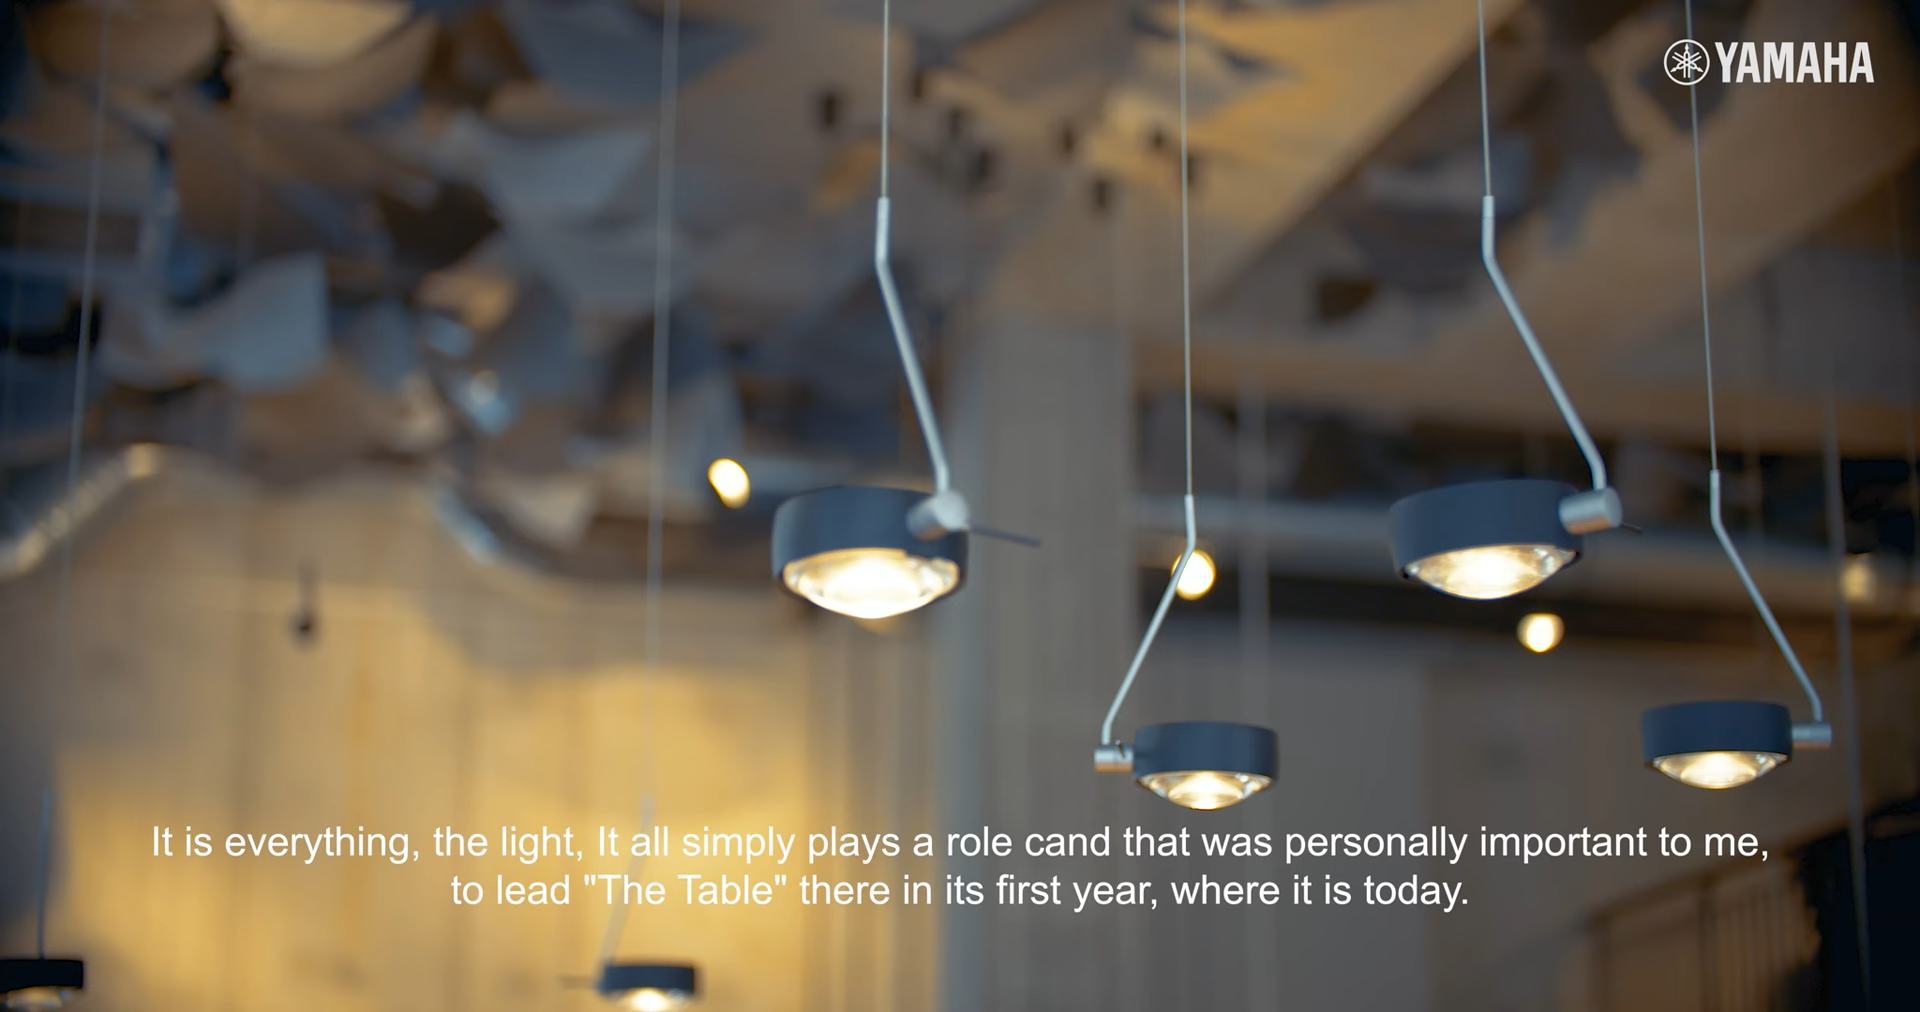 YAMAHA
It is everything, the light, It all simply plays a role cand that was personally important to me,
to lead "The Table" there in its first year, where it is today.